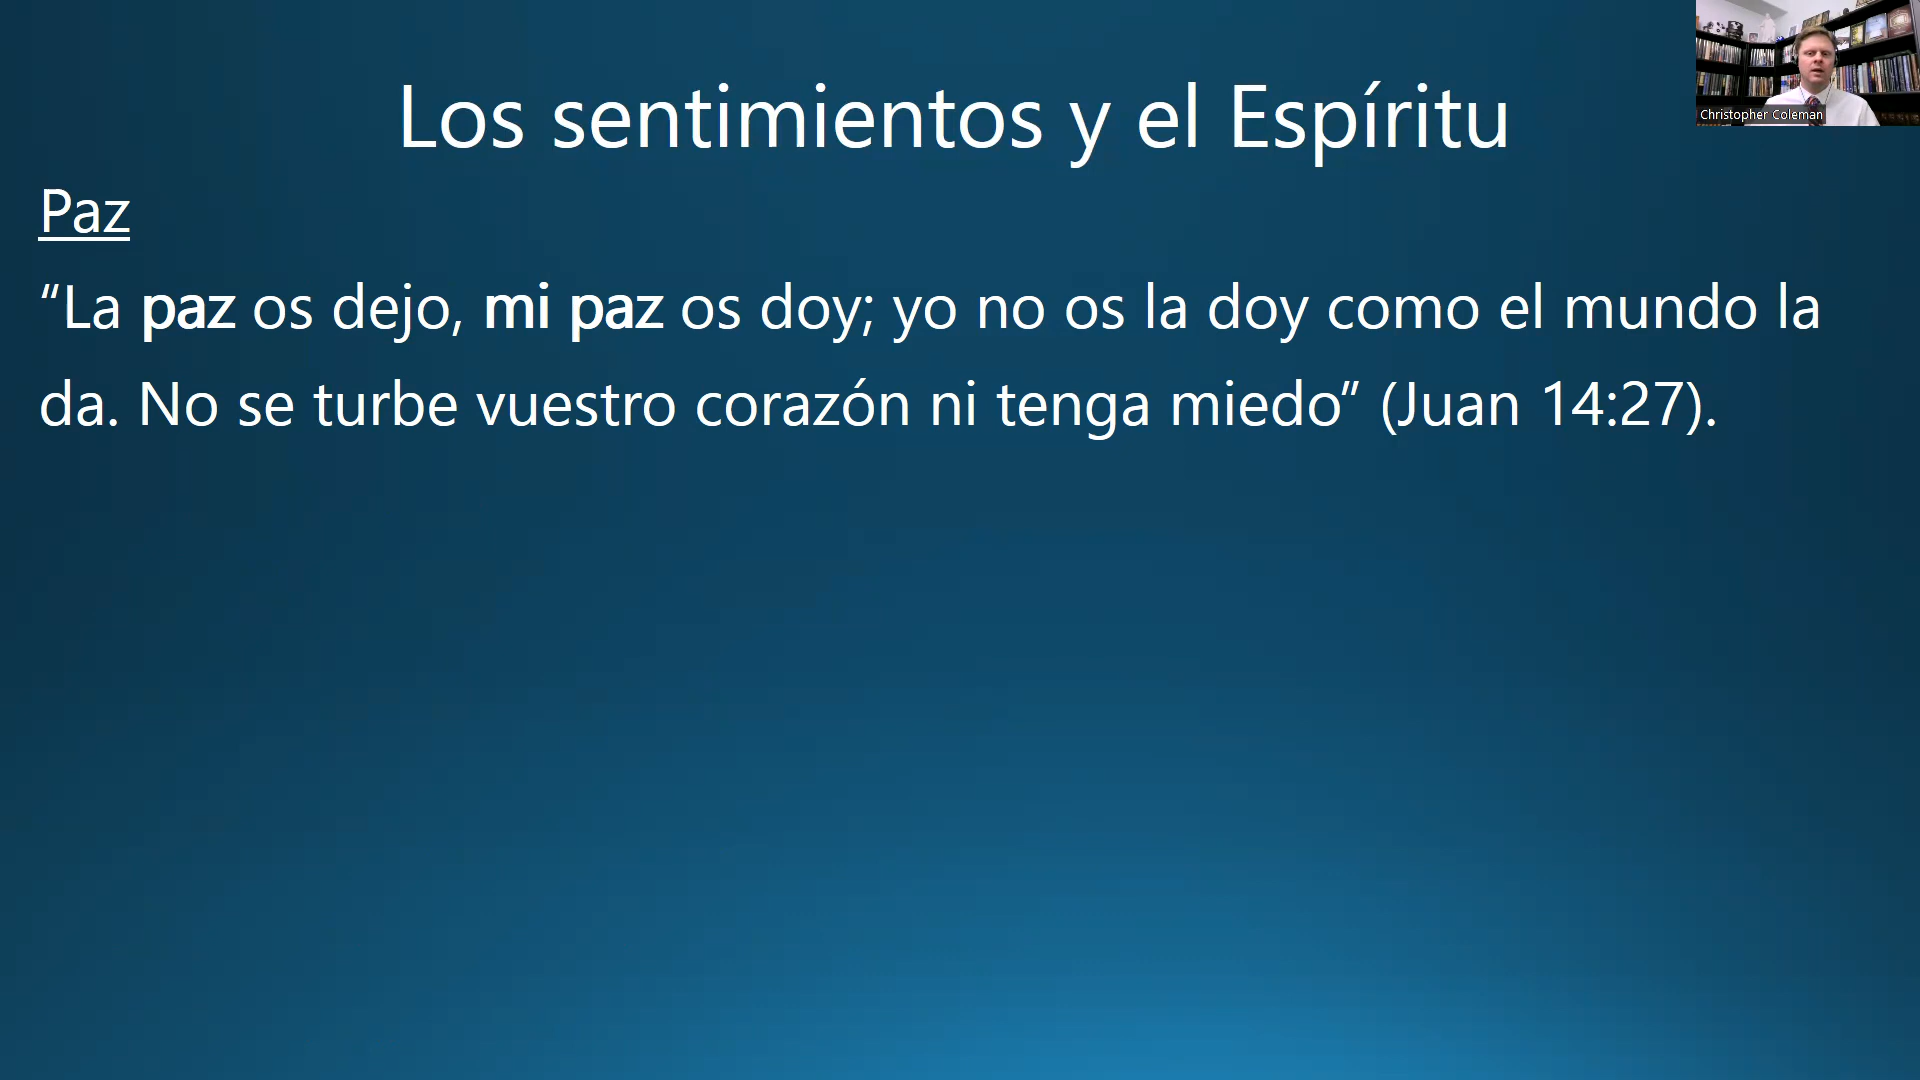 Los sentimientos y el Espíritu
Paz
“La paz os dejo, mi paz os doy; yo no os la doy como el mundo la
da. No se turbe vuestro corazón ni tenga miedo” (Juan 14:27).
Christopher Coleman